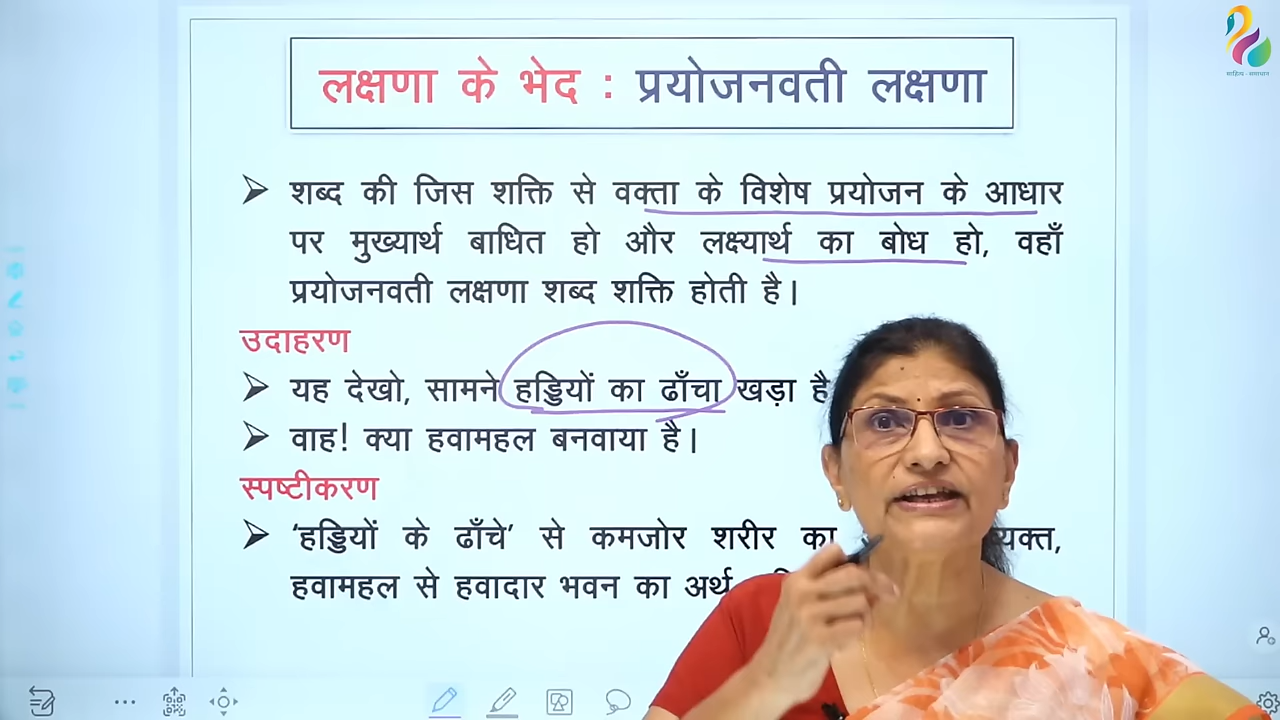 साहित्य - समाधान
लक्षणा के भेद : प्रयोजनवती लक्षणा
➤ शब्द की जिस शक्ति से वक्ता के विशेष प्रयोजन के आधार
पर मुख्यार्थ बाधित हो और लक्ष्यार्थ का बोध हो, वहाँ
प्रयोजनवती लक्षणा शब्द शक्ति होती है।
उदाहरण
➤ यह देखो, सामने हड्डियों का ढाँचा खड़ा है
➤ वाह! क्या हवामहल बनवाया है।
स्पष्टीकरण
➤ ‘हड्डियों के ढाँचे’ से कमजोर शरीर का
हवामहल से हवादार भवन का अर्थ